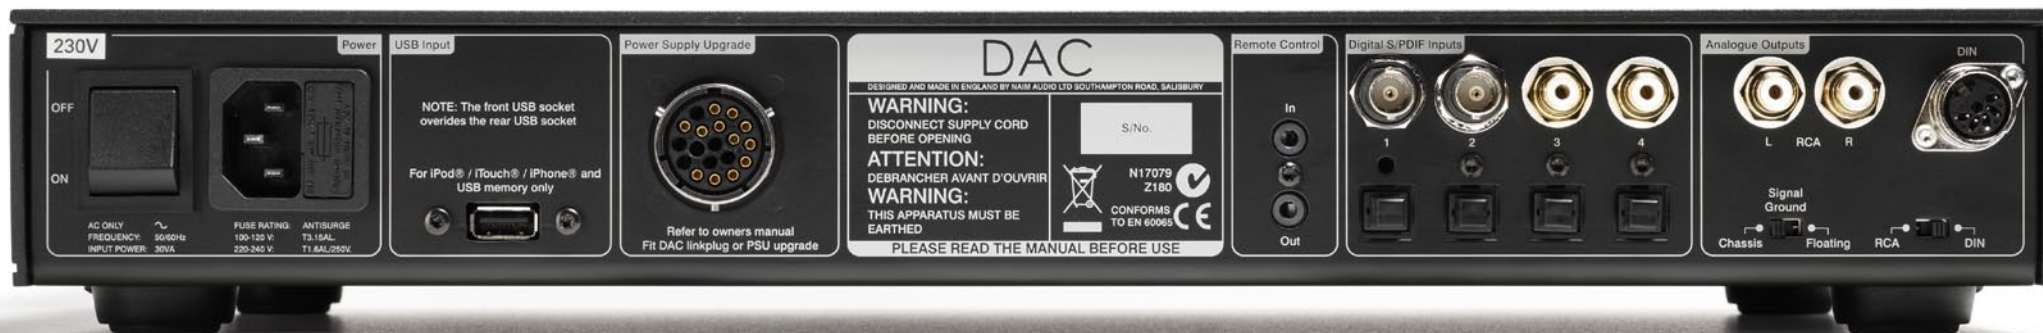 230V
Power
OFF
ON
AC ONLY
FREQUENCY: 50/60Hz
INPUT POWER: 30VA
FUSE RATING: ANTISURGE
100-120 V: T3.15AL.
220-240 V: T1.6AL/250V.
USB Input
NOTE: The front USB socket
overides the rear USB socket
For iPod® / iTouch® / iPhone® and
USB memory only
Power Supply Upgrade
Refer to owners manual
Fit DAC linkplug or PSU upgrade
DAC
DESIGNED AND MADE IN ENGLAND BY NAIM AUDIO LTD SOUTHAMPTON ROAD, SALISBURY
WARNING:
DISCONNECT SUPPLY CORD
BEFORE OPENING
ATTENTION:
DEBRANCHER AVANT D'OUVRIR
WARNING:
THIS APPARATUS MUST BE
EARTHED
S/No.
N17079
Z180
CONFORMS
TO EN 60065
CE
PLEASE READ THE MANUAL BEFORE USE
Remote Control
In
Out
Digital S/PDIF Inputs
1 2 3 4
Analogue Outputs
DIN
L RCA R
Signal
Ground
Chassis Floating
RCA DIN